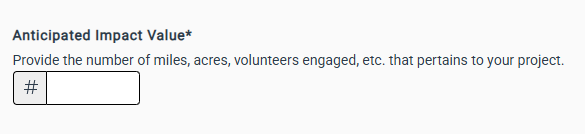 Anticipated Impact Value*
Provide the number of miles, acres, volunteers engaged, etc. that pertains to your project.
#